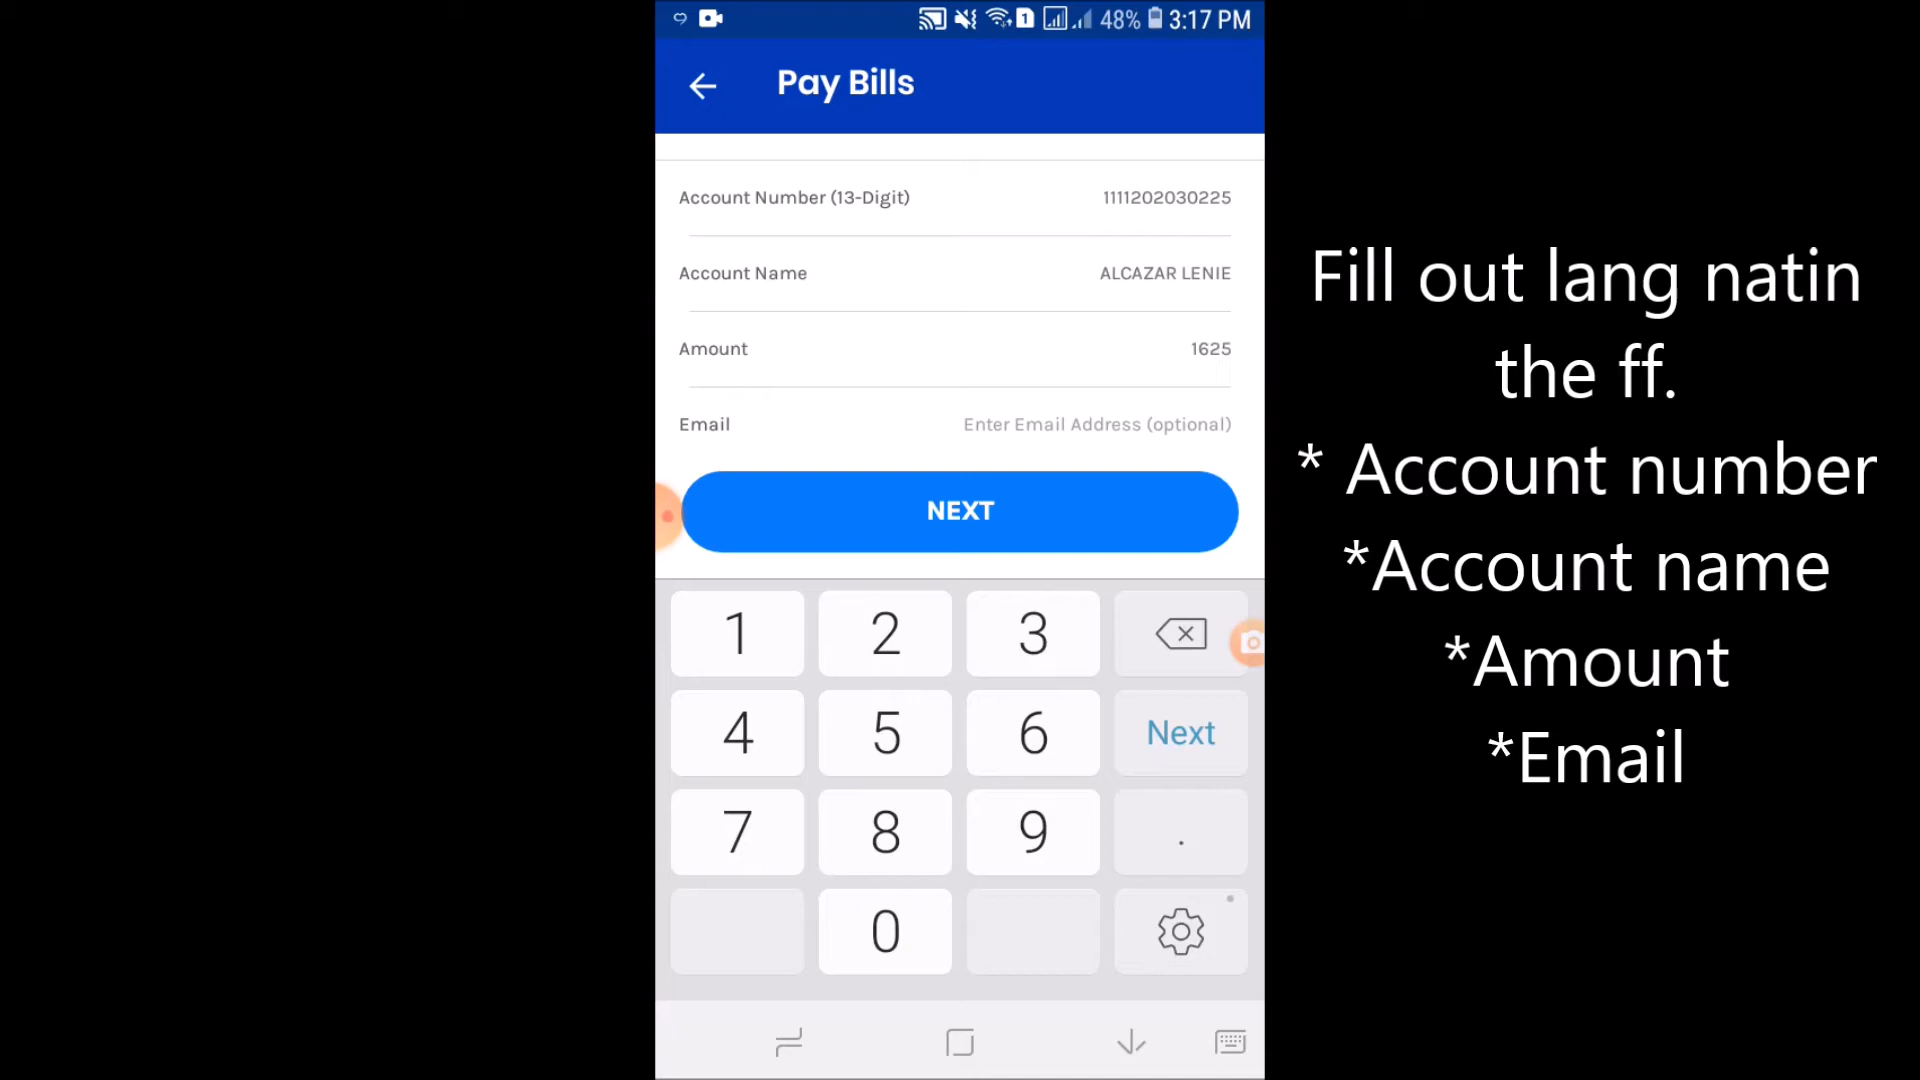 1 48% 3:17 PM
Pay Bills
Account Number (13-Digit) 1111202030225
Account Name ALCAZAR LENIE
Amount 1625
Email Enter Email Address (optional)
NEXT
1 2 3
4 5 6 Next
7 8 9 .
0
Fill out lang natin
the ff.
* Account number
*Account name
*Amount
*Email